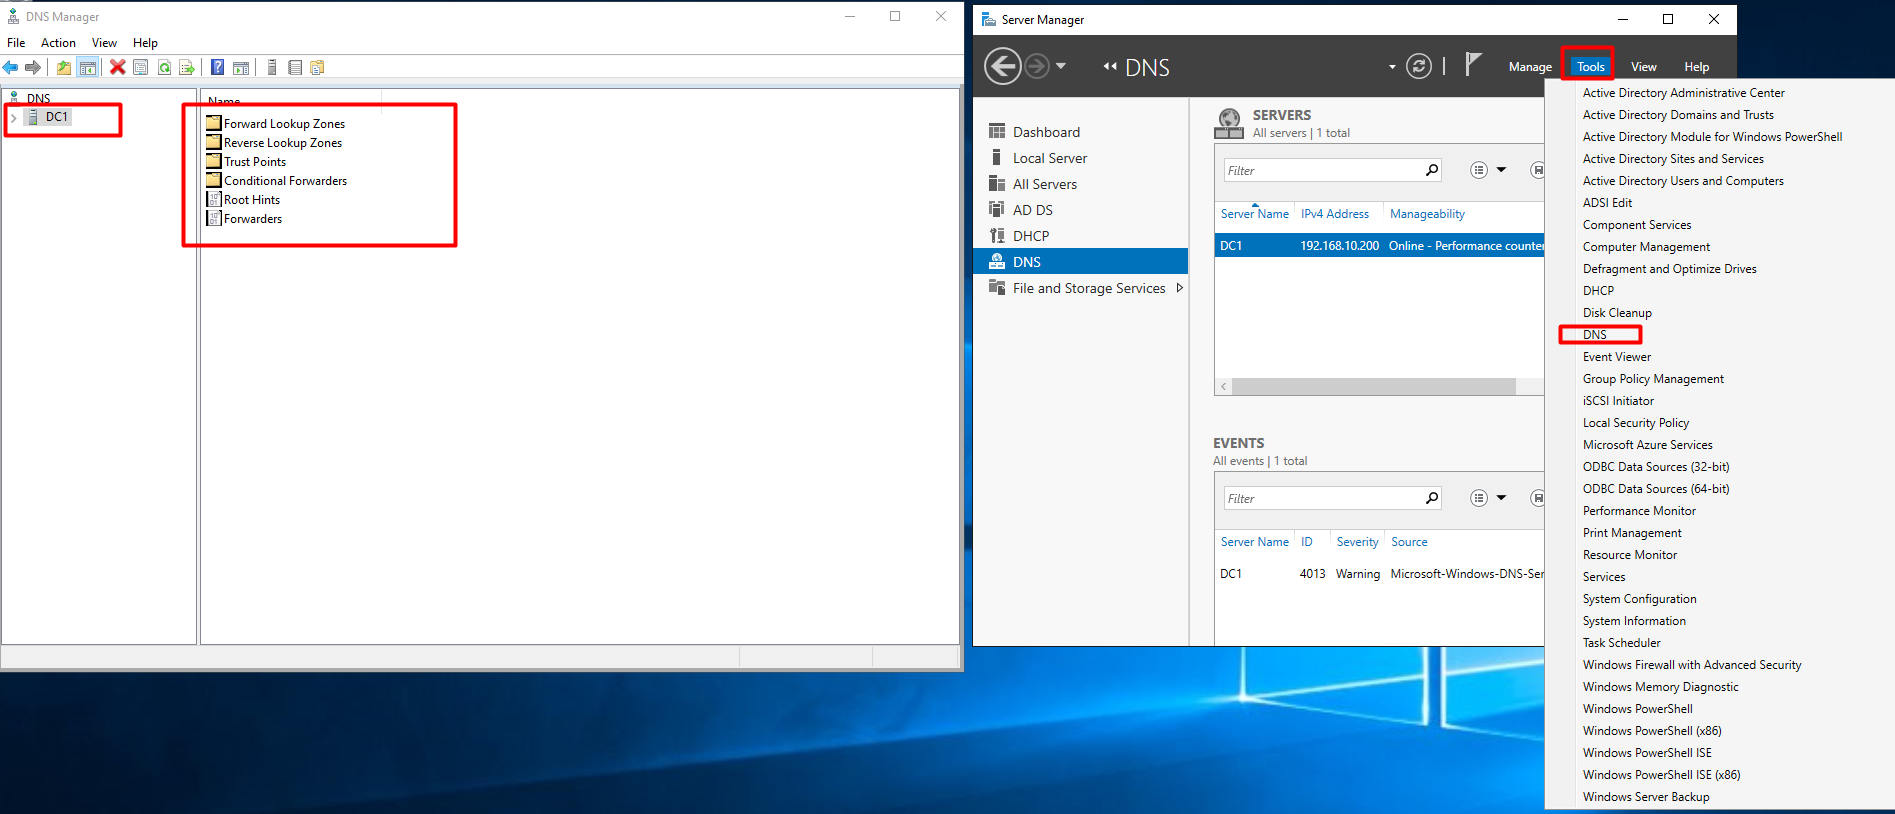 DNS Manager
File Action View Help
DNS
DC1
Name
Forward Lookup Zones
Reverse Lookup Zones
Trust Points
Conditional Forwarders
Root Hints
Forwarders
Server Manager
DNS
Manage Tools View Help
Dashboard
Local Server
All Servers
AD DS
DHCP
DNS
File and Storage Services
SERVERS
All servers | 1 total
Filter
Server Name IPv4 Address Manageability
DC1 192.168.10.200 Online - Performance counter
EVENTS
All events | 1 total
Filter
Server Name ID Severity Source
DC1 4013 Warning Microsoft-Windows-DNS-Ser
Active Directory Administrative Center
Active Directory Domains and Trusts
Active Directory Module for Windows PowerShell
Active Directory Sites and Services
Active Directory Users and Computers
ADSI Edit
Component Services
Computer Management
Defragment and Optimize Drives
DHCP
Disk Cleanup
DNS
Event Viewer
Group Policy Management
iSCSI Initiator
Local Security Policy
Microsoft Azure Services
ODBC Data Sources (32-bit)
ODBC Data Sources (64-bit)
Performance Monitor
Print Management
Resource Monitor
Services
System Configuration
System Information
Task Scheduler
Windows Firewall with Advanced Security
Windows Memory Diagnostic
Windows PowerShell
Windows PowerShell (x86)
Windows PowerShell ISE
Windows PowerShell ISE (x86)
Windows Server Backup